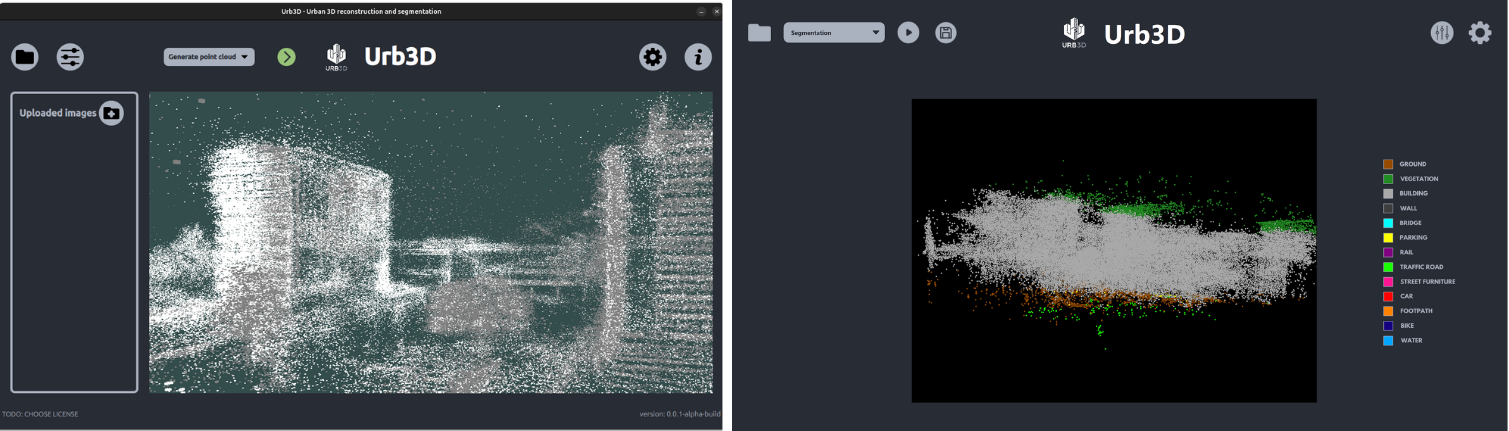 Urb3D - Urban 3D reconstruction and segmentation
Generate point cloud
URB3D
Urb3D
Uploaded images
TODO: CHOOSE LICENSE
version: 0.0.1-alpha-build
Segmentation
URB3D
Urb3D
GROUND
VEGETATION
BUILDING
WALL
BRIDGE
PARKING
RAIL
TRAFFIC ROAD
STREET FURNITURE
CAR
FOOTPATH
BIKE
WATER